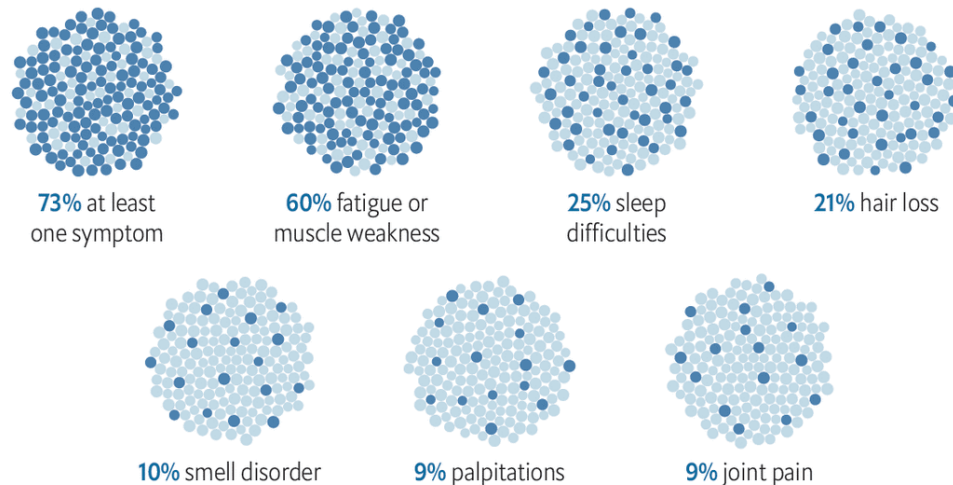 73% at least
one symptom
60% fatigue or
muscle weakness
25% sleep
difficulties
21% hair loss
10% smell disorder
9% palpitations
9% joint pain